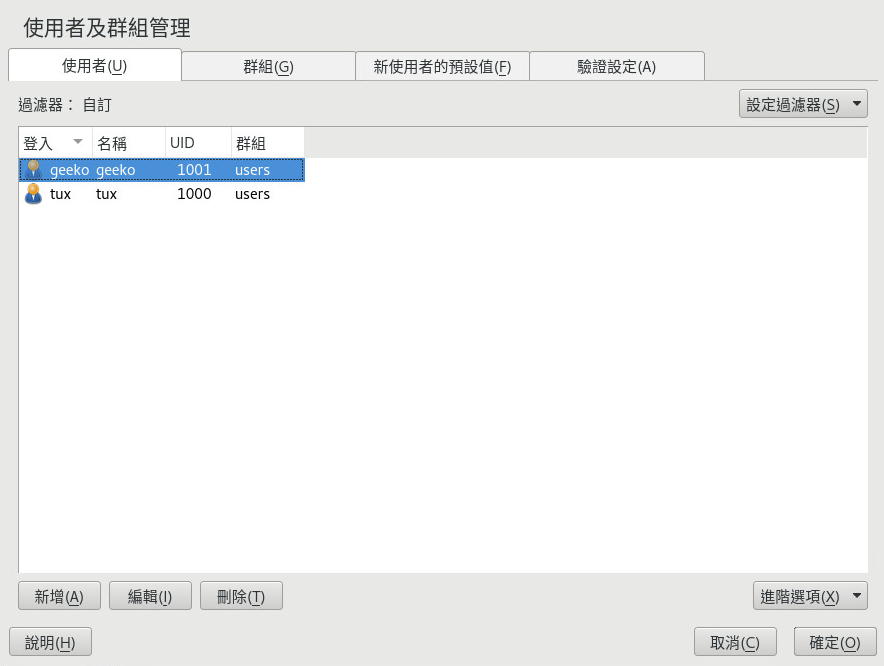 使用者及群組管理
使用者(U) 群組(G) 新使用者的預設值(F) 驗證設定(A)
過濾器： 自訂 設定過濾器(S)
登入 名稱 UID 群組
geeko geeko 1001 users
tux tux 1000 users
新增(A) 編輯(I) 刪除(T) 進階選項(X)
說明(H) 取消(C) 確定(O)